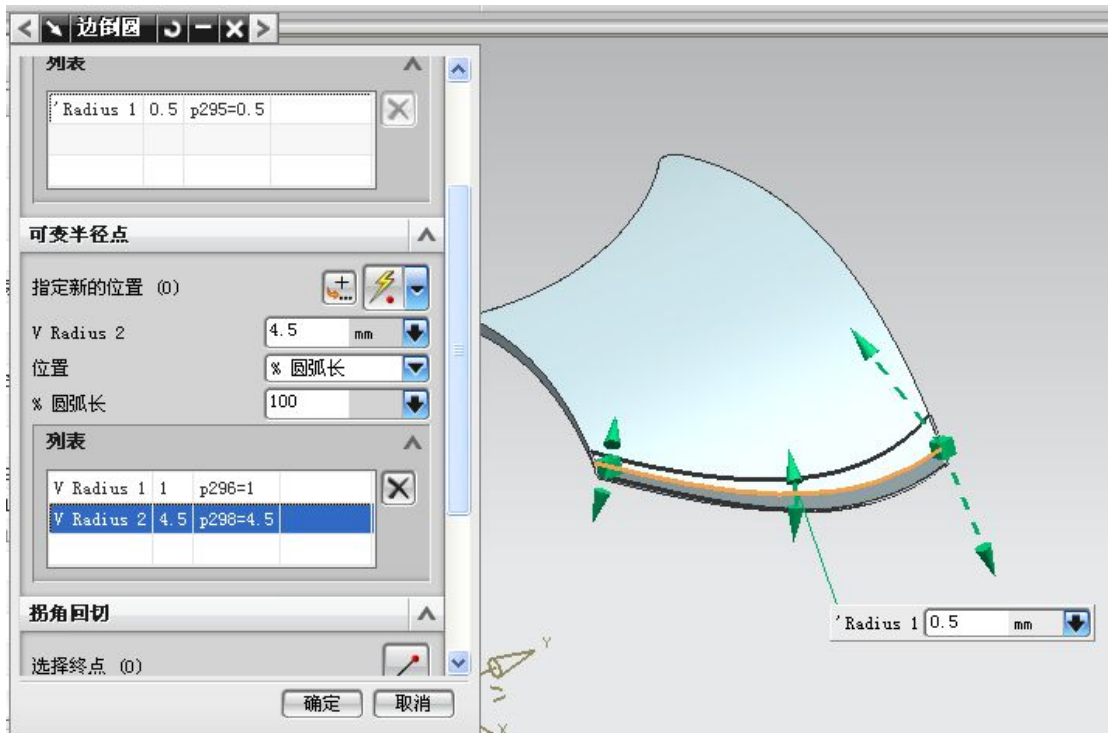 边倒圆
列表
'Radius 1 0.5 p295=0.5
可变半径点
指定新的位置 (0)
V Radius 2 4.5 mm
位置 % 圆弧长
% 圆弧长 100
列表
V Radius 1 1 p296=1
V Radius 2 4.5 p298=4.5
拐角回切
选择终点 (0)
确定 取消
'Radius 1 0.5 mm
Y
X